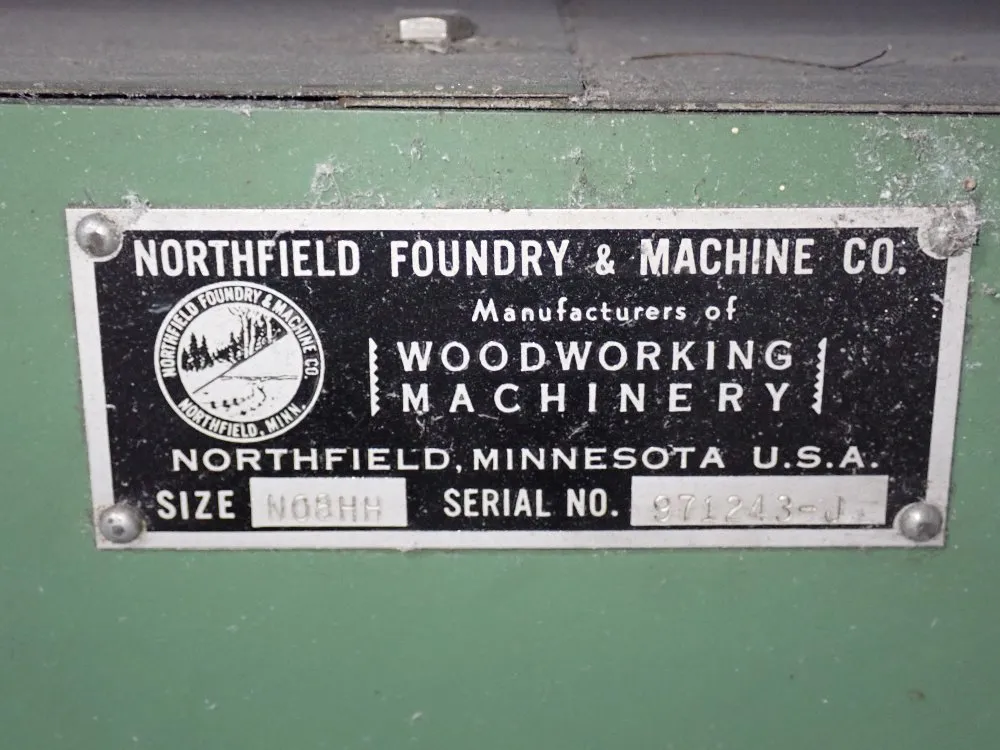 NORTHFIELD FOUNDRY & MACHINE CO.
Manufacturers of
WOODWORKING
MACHINERY
NORTHFIELD FOUNDRY & MACHINE CO.
NORTHFIELD, MINN.
NORTHFIELD, MINNESOTA U.S.A.
SIZE NO8HH SERIAL NO. 971243-J